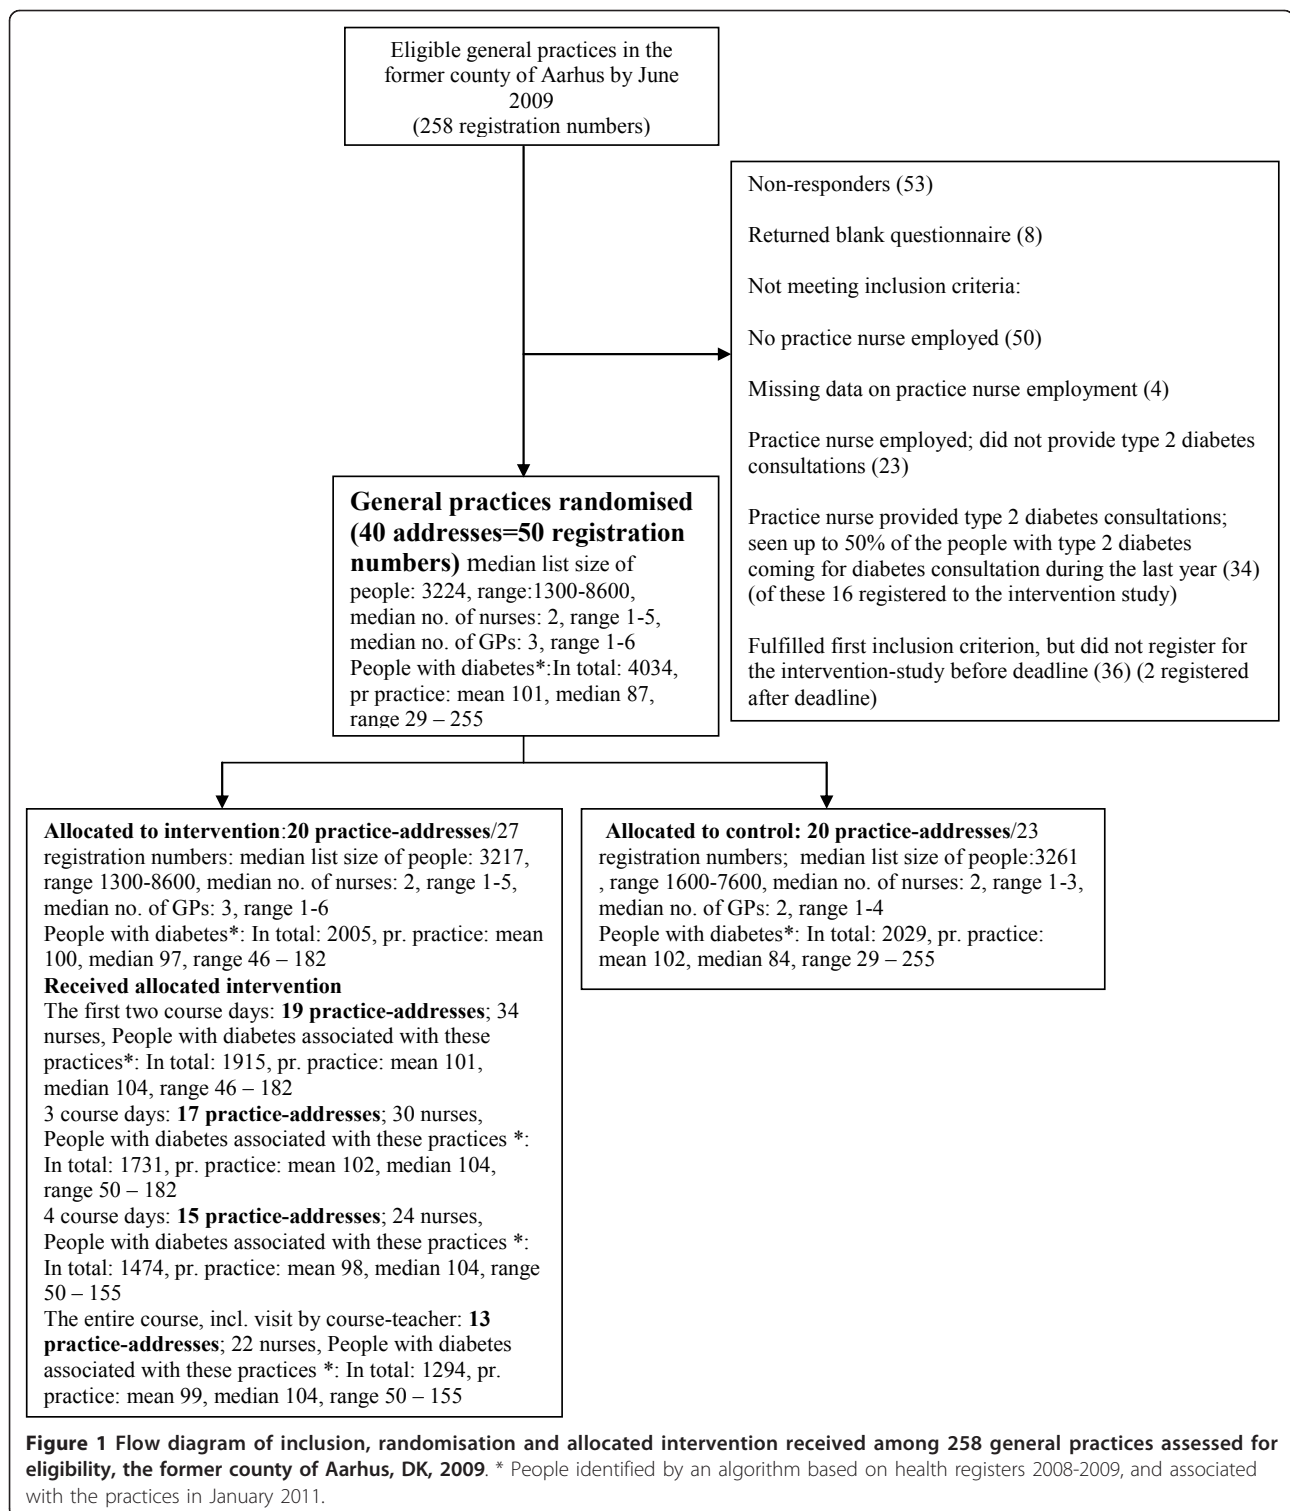 Eligible general practices in the
former county of Aarhus by June
2009
(258 registration numbers)
Non-responders (53)
Returned blank questionnaire (8)
Not meeting inclusion criteria:
No practice nurse employed (50)
Missing data on practice nurse employment (4)
Practice nurse employed; did not provide type 2 diabetes
consultations (23)
Practice nurse provided type 2 diabetes consultations;
seen up to 50% of the people with type 2 diabetes
coming for diabetes consultation during the last year (34)
(of these 16 registered to the intervention study)
Fulfilled first inclusion criterion, but did not register for
the intervention-study before deadline (36) (2 registered
after deadline)
General practices randomised
(40 addresses=50 registration
numbers) median list size of
people: 3224, range:1300-8600,
median no. of nurses: 2, range 1-5,
median no. of GPs: 3, range 1-6
People with diabetes*:In total: 4034,
pr practice: mean 101, median 87,
range 29 – 255
Allocated to intervention:20 practice-addresses/27
registration numbers: median list size of people: 3217,
range 1300-8600, median no. of nurses: 2, range 1-5,
median no. of GPs: 3, range 1-6
People with diabetes*: In total: 2005, pr. practice: mean
100, median 97, range 46 – 182
Received allocated intervention
The first two course days: 19 practice-addresses; 34
nurses, People with diabetes associated with these
practices*: In total: 1915, pr. practice: mean 101,
median 104, range 46 – 182
3 course days: 17 practice-addresses; 30 nurses,
People with diabetes associated with these practices *:
In total: 1731, pr. practice: mean 102, median 104,
range 50 – 182
4 course days: 15 practice-addresses; 24 nurses,
People with diabetes associated with these practices *:
In total: 1474, pr. practice: mean 98, median 104, range
50 – 155
The entire course, incl. visit by course-teacher: 13
practice-addresses; 22 nurses, People with diabetes
associated with these practices *: In total: 1294, pr.
practice: mean 99, median 104, range 50 – 155
Allocated to control: 20 practice-addresses/23
registration numbers; median list size of people:3261
, range 1600-7600, median no. of nurses: 2, range 1-3,
median no. of GPs: 2, range 1-4
People with diabetes*: In total: 2029, pr. practice:
mean 102, median 84, range 29 – 255
Figure 1 Flow diagram of inclusion, randomisation and allocated intervention received among 258 general practices assessed for
eligibility, the former county of Aarhus, DK, 2009. * People identified by an algorithm based on health registers 2008-2009, and associated
with the practices in January 2011.